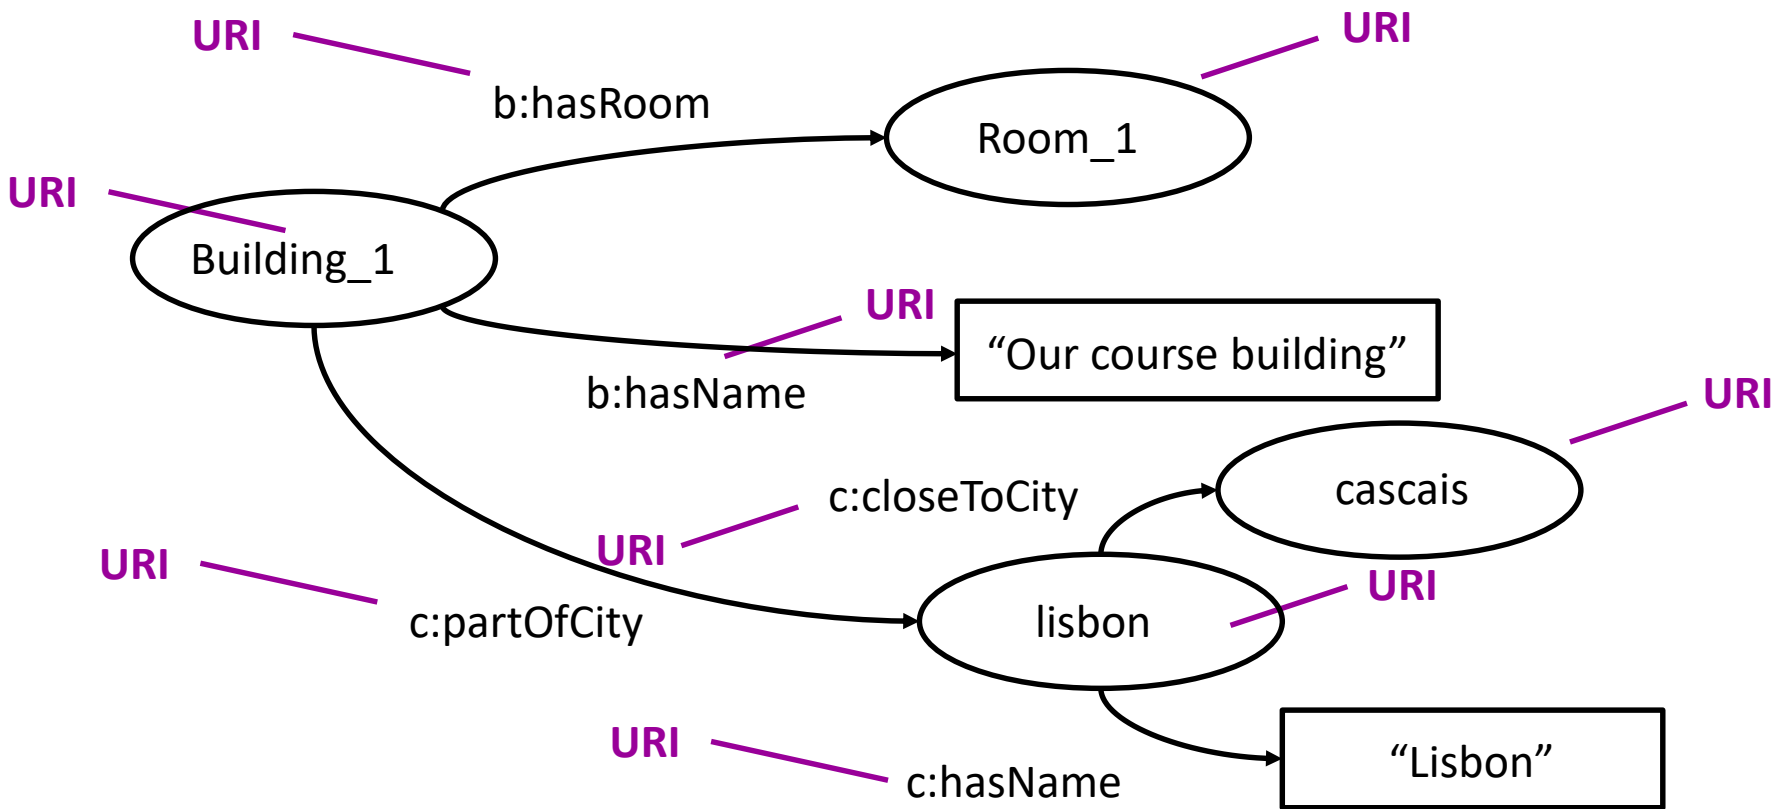 URI
URI
b:hasRoom
Room_1
URI
Building_1
URI
“Our course building”
b:hasName
URI
c:closeToCity
cascais
URI
URI
URI
c:partOfCity
lisbon
URI
“Lisbon”
c:hasName